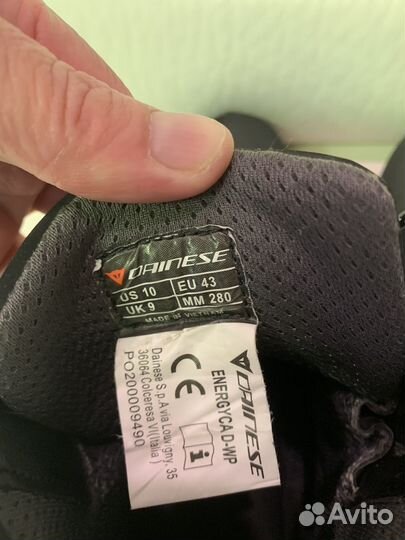 DAINESE
US 10 EU 43
UK 9 MM 280
MADE IN VIETNAM
DAINESE
ENERGYCA D-WP
CE
i
Dainese S.p.A via Louvigny, 35
36064 Colceresa VI (Italia)
PO200009490
Avito